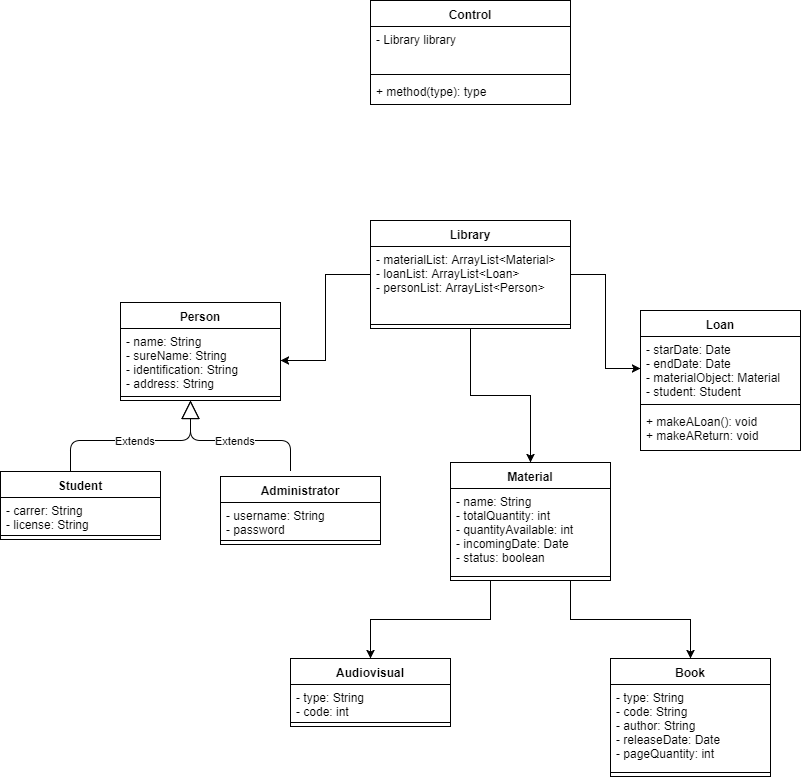 Control
- Library library
+ method(type): type
Library
- materialList: ArrayList<Material>
- loanList: ArrayList<Loan>
- personList: ArrayList<Person>
Person
- name: String
- sureName: String
- identification: String
- address: String
Loan
- starDate: Date
- endDate: Date
- materialObject: Material
- student: Student
+ makeALoan(): void
+ makeAReturn: void
Extends
Extends
Student
- carrer: String
- license: String
Administrator
- username: String
- password
Material
- name: String
- totalQuantity: int
- quantityAvailable: int
- incomingDate: Date
- status: boolean
Audiovisual
- type: String
- code: int
Book
- type: String
- code: String
- author: String
- releaseDate: Date
- pageQuantity: int